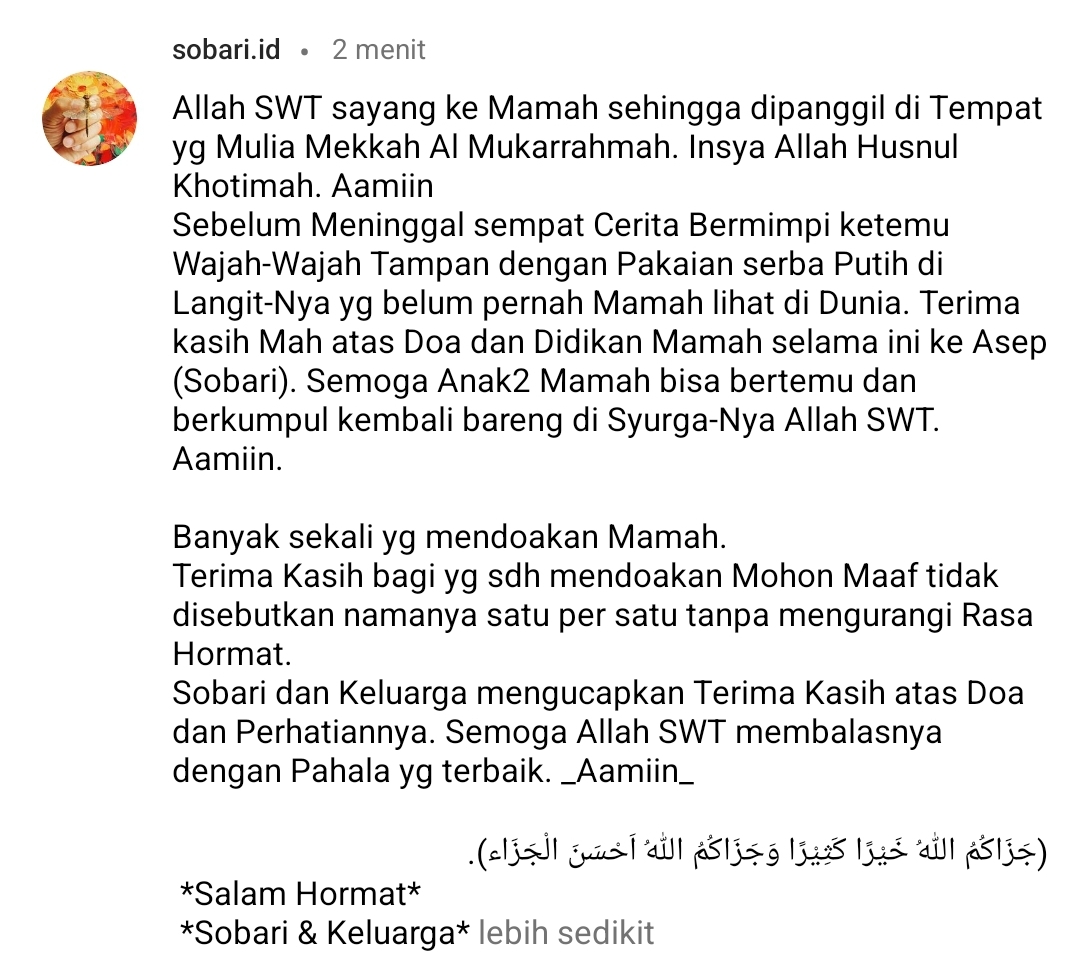 sobari.id • 2 menit
Allah SWT sayang ke Mamah sehingga dipanggil di Tempat
yg Mulia Mekkah Al Mukarrahmah. Insya Allah Husnul
Khotimah. Aamiin
Sebelum Meninggal sempat Cerita Bermimpi ketemu
Wajah-Wajah Tampan dengan Pakaian serba Putih di
Langit-Nya yg belum pernah Mamah lihat di Dunia. Terima
kasih Mah atas Doa dan Didikan Mamah selama ini ke Asep
(Sobari). Semoga Anak2 Mamah bisa bertemu dan
berkumpul kembali bareng di Syurga-Nya Allah SWT.
Aamiin.
Banyak sekali yg mendoakan Mamah.
Terima Kasih bagi yg sdh mendoakan Mohon Maaf tidak
disebutkan namanya satu per satu tanpa mengurangi Rasa
Hormat.
Sobari dan Keluarga mengucapkan Terima Kasih atas Doa
dan Perhatiannya. Semoga Allah SWT membalasnya
dengan Pahala yg terbaik. _Aamiin_
(جَزَاكُمُ اللهُ خَيْرًا كَثِيْرًا وَجَزَاكُمُ اللهُ اَحْسَنَ الْجَزَاء).
*Salam Hormat*
*Sobari & Keluarga* lebih sedikit